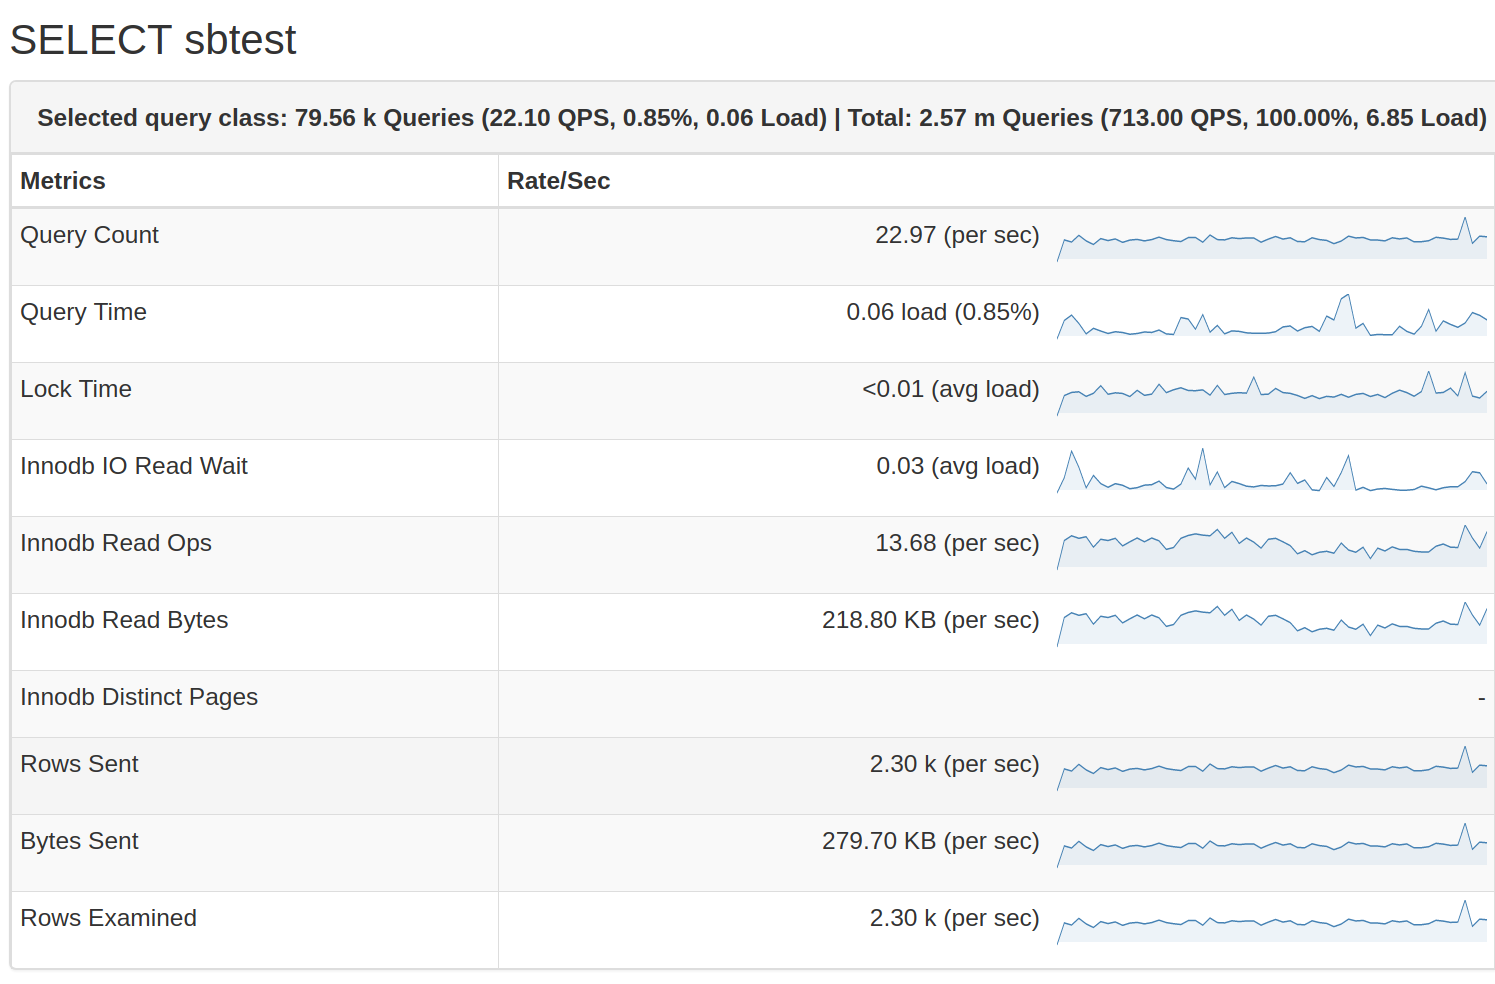 SELECT sbtest
Selected query class: 79.56 k Queries (22.10 QPS, 0.85%, 0.06 Load) | Total: 2.57 m Queries (713.00 QPS, 100.00%, 6.85 Load)
Metrics Rate/Sec
Query Count 22.97 (per sec)
Query Time 0.06 load (0.85%)
Lock Time <0.01 (avg load)
Innodb IO Read Wait 0.03 (avg load)
Innodb Read Ops 13.68 (per sec)
Innodb Read Bytes 218.80 KB (per sec)
Innodb Distinct Pages -
Rows Sent 2.30 k (per sec)
Bytes Sent 279.70 KB (per sec)
Rows Examined 2.30 k (per sec)